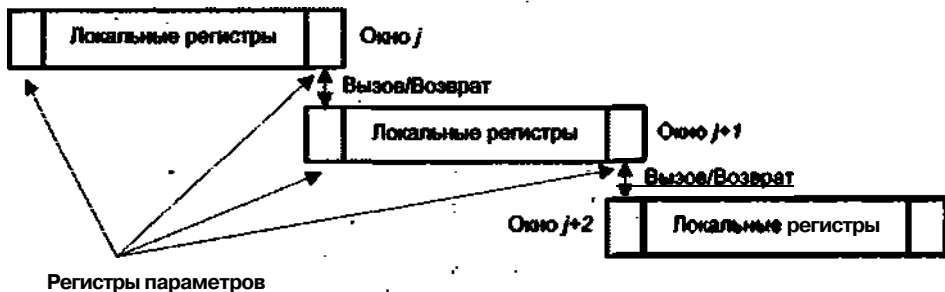 Локальные регистры
Окно j
Вызов/Возврат
Локальные регистры
Окно j+1
Вызов/Возврат
Окно j+2
Локальные регистры
Регистры параметров